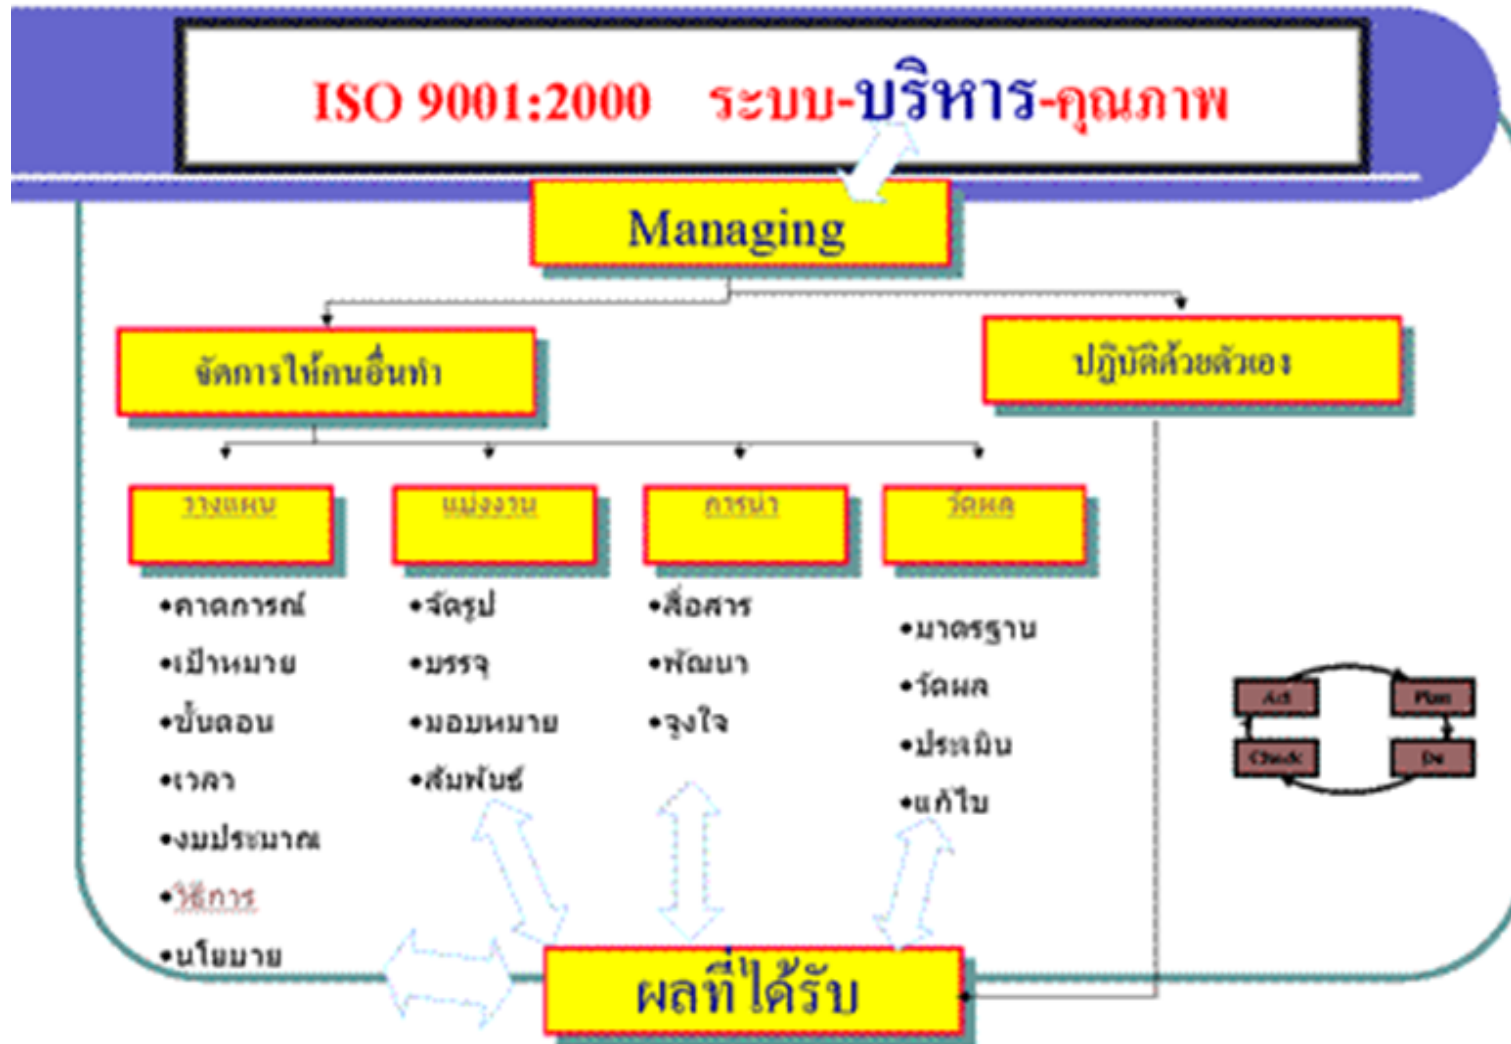 ISO 9001:2000 ระบบ-บริหาร-คุณภาพ
Managing
จัดการให้คนอื่นทำ
ปฏิบัติด้วยตัวเอง
วางแผน
แบ่งงาน
การนำ
วัดผล
•คาดการณ์
•เป้าหมาย
•ขั้นตอน
•เวลา
•งบประมาณ
•วิธีการ
•นโยบาย
•จัดรูป
•บรรจุ
•มอบหมาย
•สัมพันธ์
•สื่อสาร
•พัฒนา
•จูงใจ
•มาตรฐาน
•วัดผล
•ประเมิน
•แก้ไข
Act
Plan
Check
Do
ผลที่ได้รับ